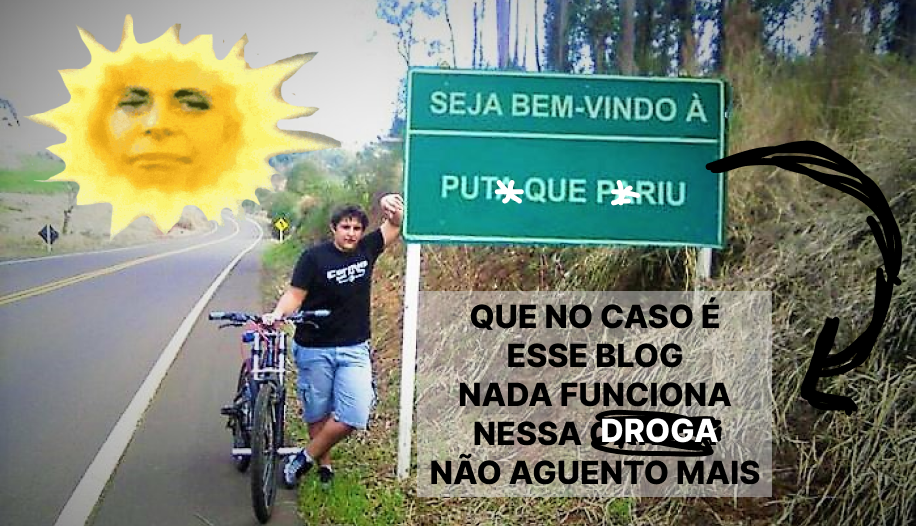 SEJA BEM-VINDO À
PUT* QUE P*RIU
QUE NO CASO É
ESSE BLOG
NADA FUNCIONA
NESSA DROGA
NÃO AGUENTO MAIS